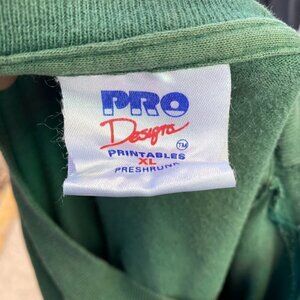 PRO
Designs
TM
PRINTABLES
XL
PRESHRUNK